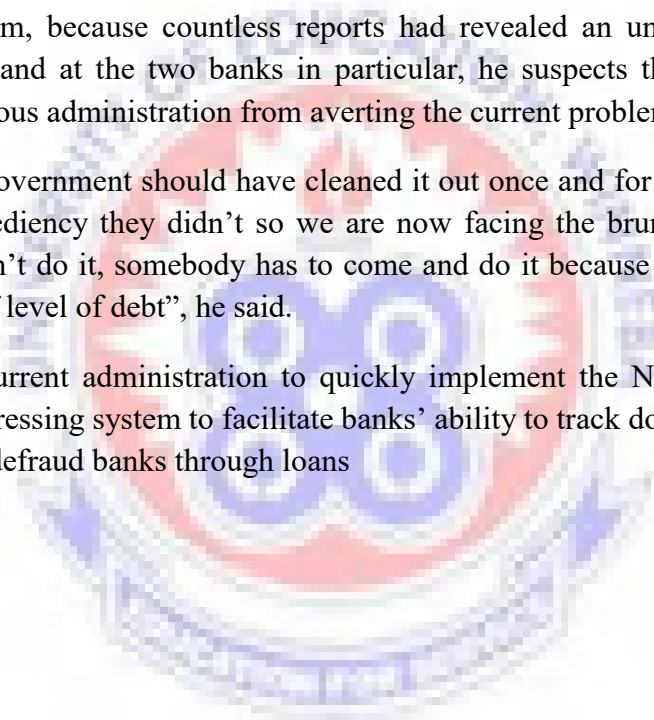 m, because countless reports had revealed an un
and at the two banks in particular, he suspects th
ous administration from averting the current problem
overnment should have cleaned it out once and for
ediency they didn't so we are now facing the brun
n't do it, somebody has to come and do it because
level of debt”, he said.
urrent administration to quickly implement the N
ressing system to facilitate banks’ ability to track do
defraud banks through loans
UNIVERSITY OF